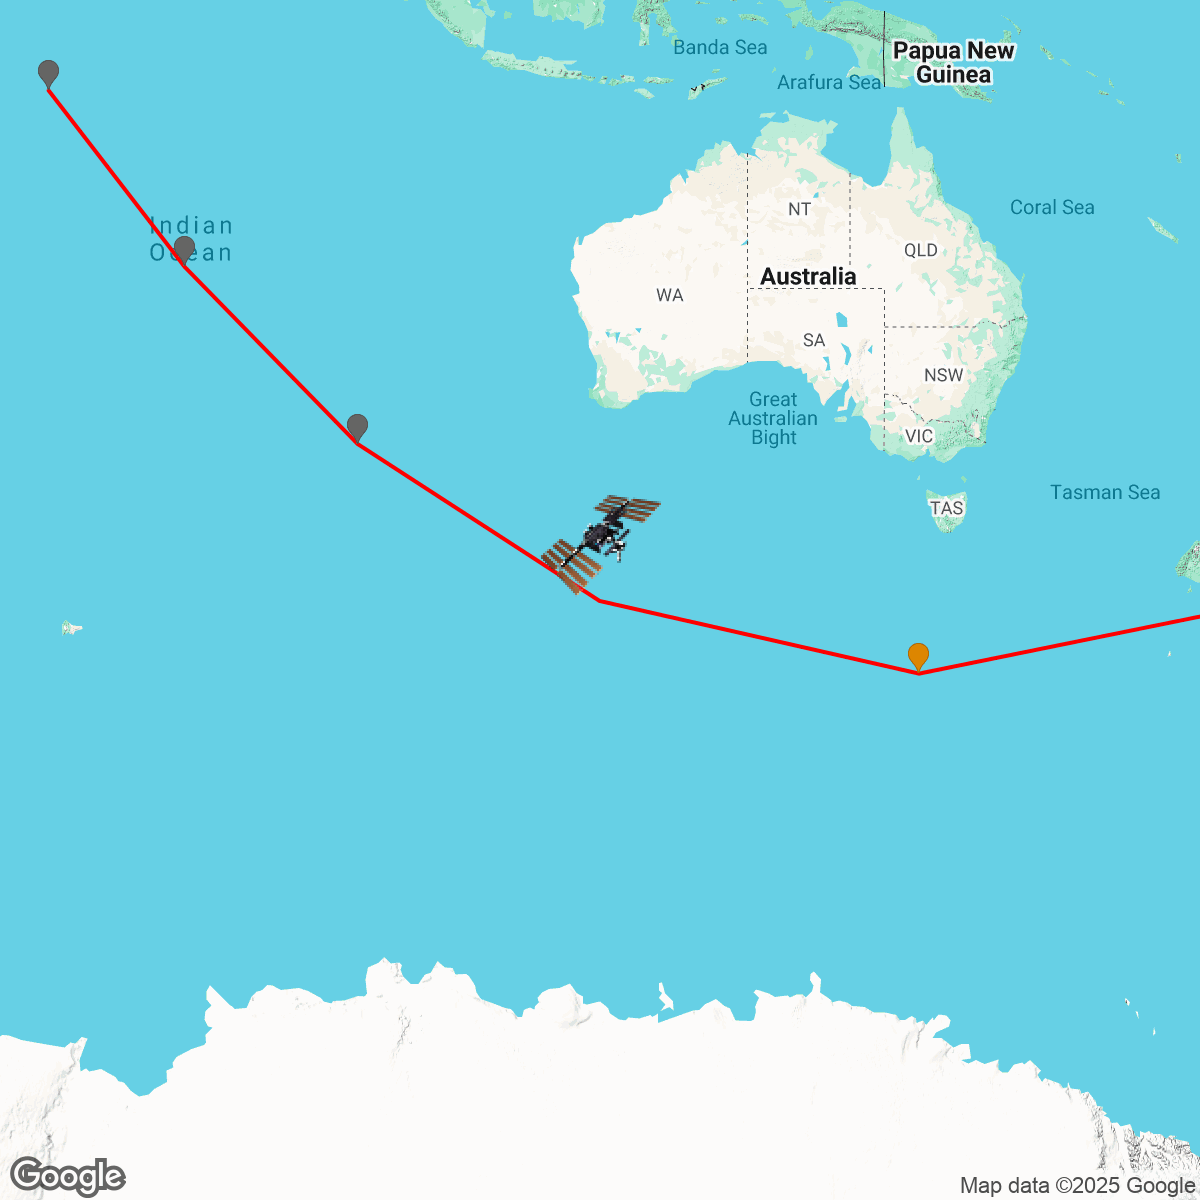 Banda Sea
Papua New
Guinea
Arafura Sea
Coral Sea
NT
Indian
Ocean
QLD
Australia
WA
SA
NSW
Great
Australian
Bight
VIC
Tasman Sea
TAS
Google
Map data ©2025 Google